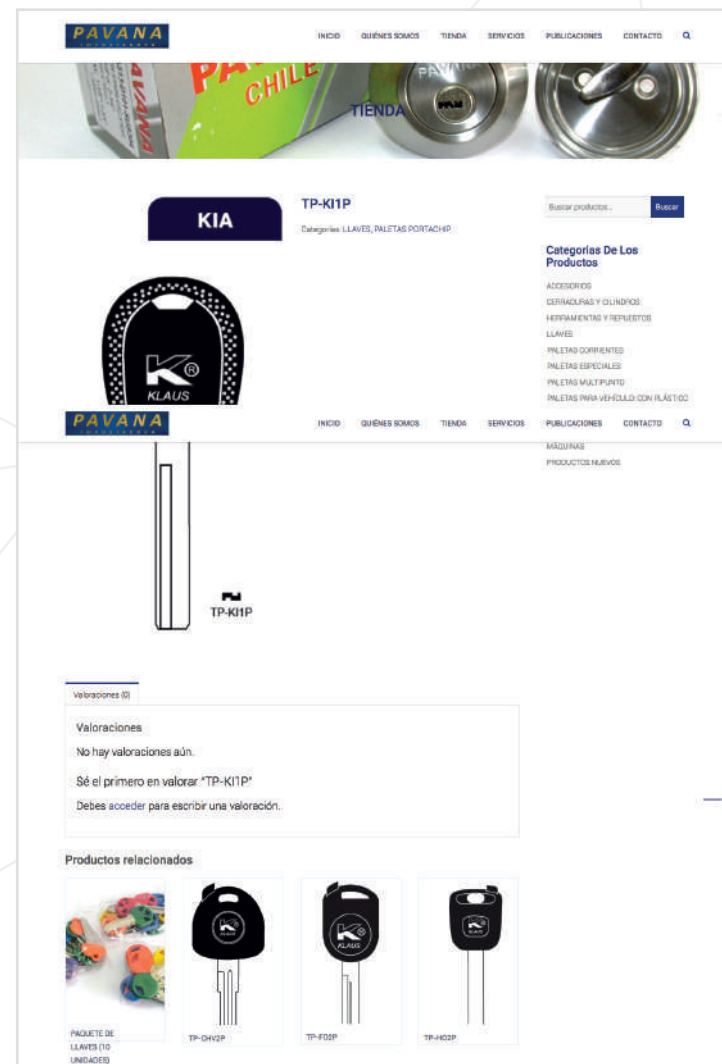 PAVANA
INICIO QUIÉNES SOMOS TIENDA SERVICIOS PUBLICACIONES CONTACTO
PAVANA
CHILE
PAVANA
TIENDA
KIA
TP-KI1P
Categorías: LLAVES, PALETAS PORTACHIP
Buscar productos... Buscar
Categorías De Los
Productos
ACCESORIOS
CERRADURAS Y CILINDROS
HERRAMIENTAS Y REPUESTOS
LLAVES
PALETAS CORRIENTES
PALETAS ESPECIALES
PALETAS MULTIPUNTO
PALETAS PARA VEHÍCULO CON PLÁSTICO
K®
KLAUS
PAVANA
INICIO QUIÉNES SOMOS TIENDA SERVICIOS PUBLICACIONES CONTACTO
MÁQUINAS
PRODUCTOS NUEVOS
TP-KI1P
Valoraciones (0)
Valoraciones
No hay valoraciones aún.
Sé el primero en valorar "TP-KI1P"
Debes acceder para escribir una valoración.
Productos relacionados
K®
KLAUS
K®
KLAUS
K®
KLAUS
PAQUETE DE
LLAVES (10
UNIDADES)
TP-CHV2P
TP-FO2P
TP-HO2P